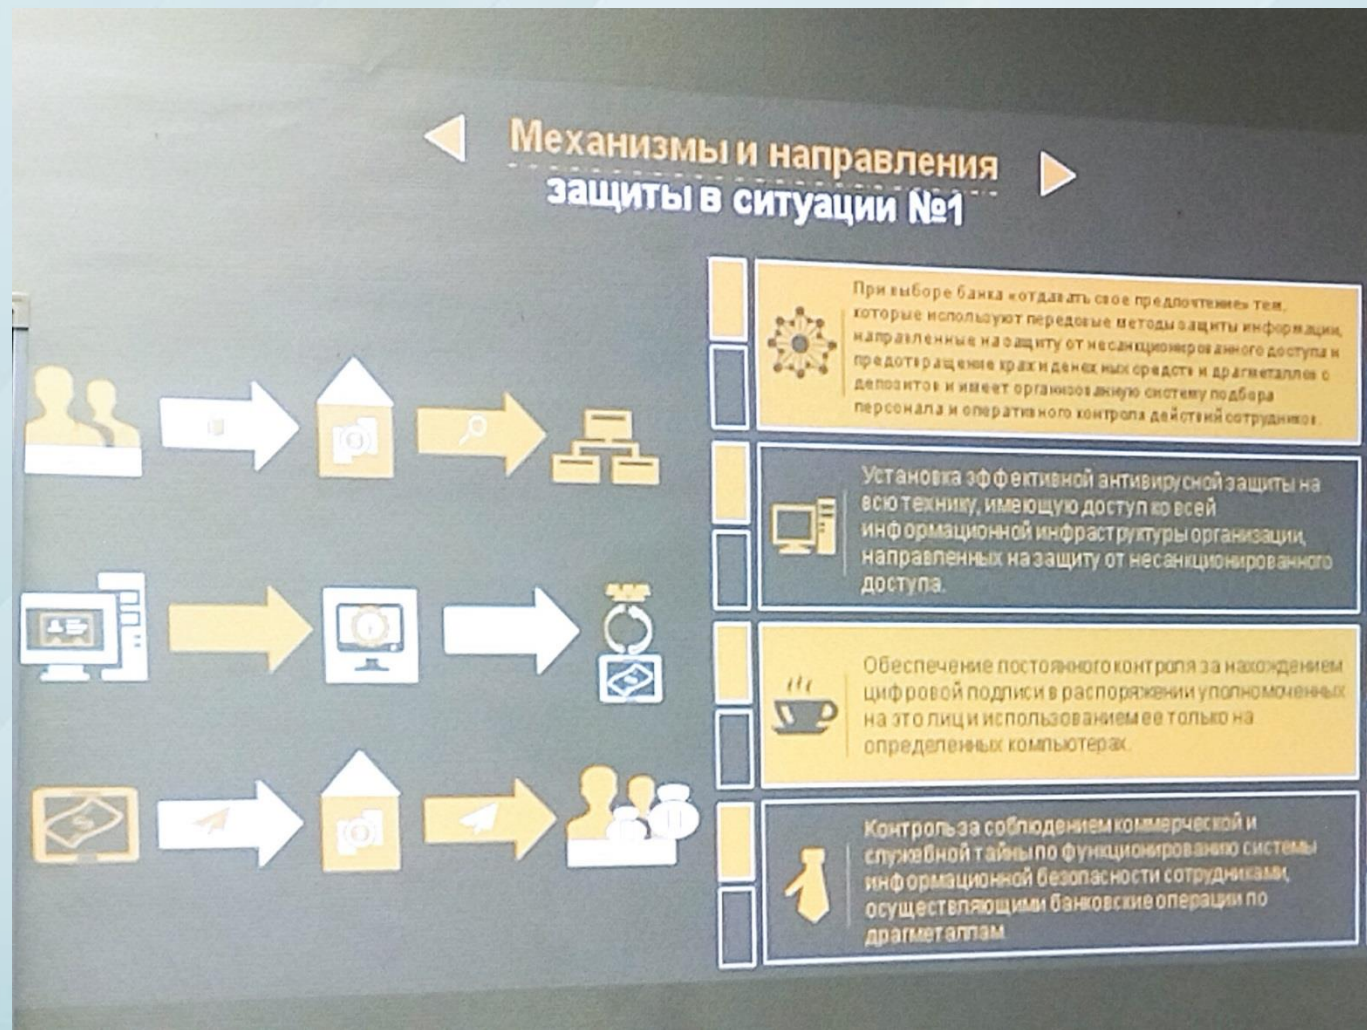 Механизмы и направления
защиты в ситуации №1
При выборе банка «отдавать свое предпочтение» тем,
которые используют передовые методы защиты информации,
направленные на защиту от несанкционированного доступа и
предотвращение кражи денежных средств и драгметаллов с
депозитов и имеет организованную систему подбора
персонала и оперативного контроля действий сотрудников.
Установка эффективной антивирусной защиты на
всю технику, имеющую доступ ко всей
информационной инфраструктуры организации,
направленных на защиту от несанкционированного
доступа.
Обеспечение постоянного контроля за нахождением
цифровой подписи в распоряжении уполномоченных
на это лиц и использованием ее только на
определенных компьютерах.
Контроль за соблюдением коммерческой и
служебной тайны по функционированию системы
информационной безопасности сотрудниками,
осуществляющими банковские операции по
драгметаллам